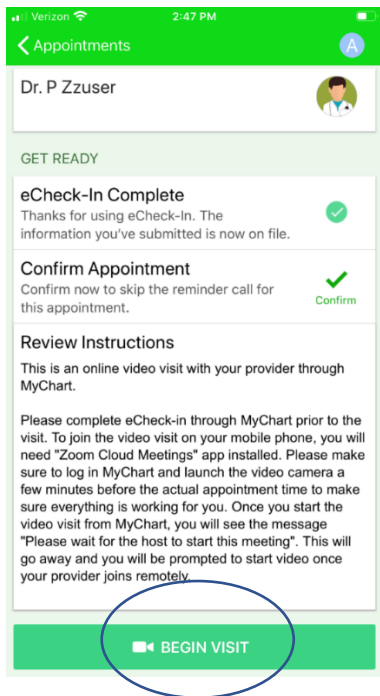 Verizon 2:47 PM
Appointments A
Dr. P Zzuser
GET READY
eCheck-In Complete
Thanks for using eCheck-In. The
information you've submitted is now on file.
Confirm Appointment
Confirm now to skip the reminder call for
this appointment.
Confirm
Review Instructions
This is an online video visit with your provider through
MyChart.
Please complete eCheck-in through MyChart prior to the
visit. To join the video visit on your mobile phone, you will
need "Zoom Cloud Meetings" app installed. Please make
sure to log in MyChart and launch the video camera a
few minutes before the actual appointment time to make
sure everything is working for you. Once you start the
video visit from MyChart, you will see the message
"Please wait for the host to start this meeting". This will
go away and you will be prompted to start video once
your provider joins remotely.
BEGIN VISIT